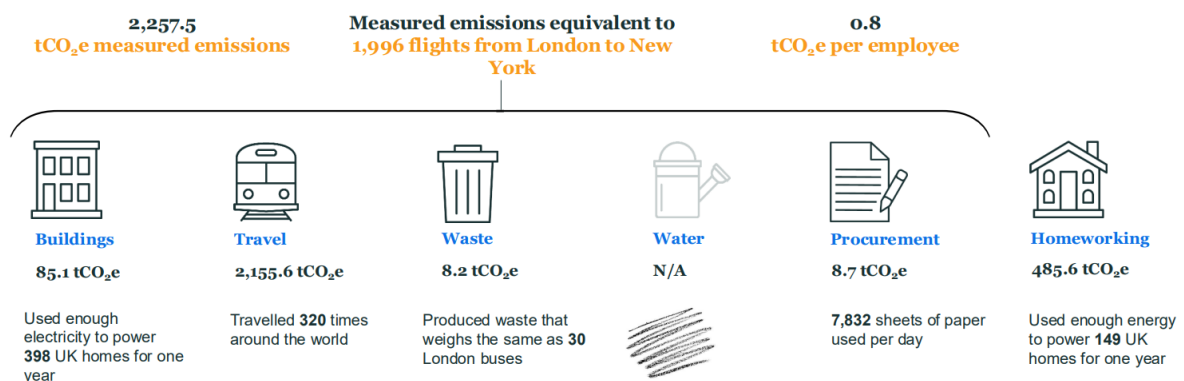 2,257.5
tCO₂e measured emissions
Measured emissions equivalent to
1,996 flights from London to New
York
0.8
tCO₂e per employee
Buildings
85.1 tCO₂e
Used enough
electricity to power
398 UK homes for one
year
Travel
2,155.6 tCO₂e
Travelled 320 times
around the world
Waste
8.2 tCO₂e
Produced waste that
weighs the same as 30
London buses
Water
N/A
Procurement
8.7 tCO₂e
7,832 sheets of paper
used per day
Homeworking
485.6 tCO₂e
Used enough energy
to power 149 UK
homes for one year